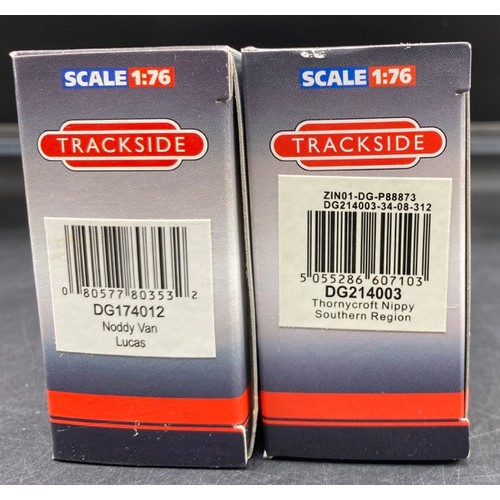 SCALE 1:76
TRACKSIDE
0 80577 80353 2
DG174012
Noddy Van
Lucas
SCALE 1:76
TRACKSIDE
ZIN01-DG-P88873
DG214003-34-08-312
5 055286 607103
DG214003
Thornycroft Nippy
Southern Region